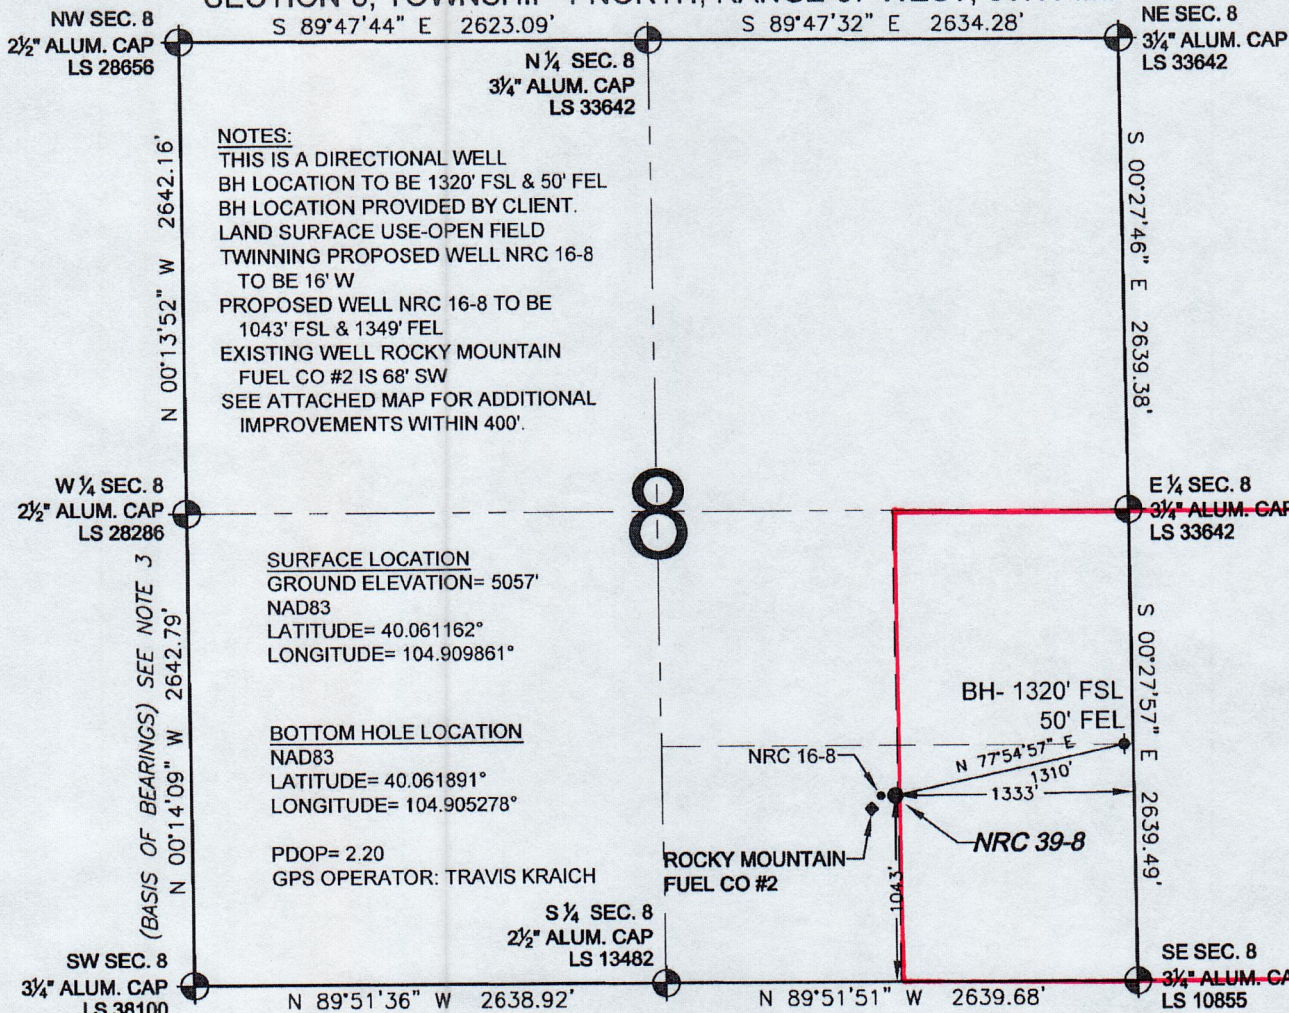 S 89°47'44" E 2623.09'
S 89°47'32" E 2634.28'
NW SEC. 8
2½" ALUM. CAP
LS 28656
N ¼ SEC. 8
3¼" ALUM. CAP
LS 33642
NE SEC. 8
3¼" ALUM. CAP
LS 33642
N 00°13'52" W 2642.16'
S 00°27'46" E 2639.38'
NOTES:
THIS IS A DIRECTIONAL WELL
BH LOCATION TO BE 1320' FSL & 50' FEL
BH LOCATION PROVIDED BY CLIENT.
LAND SURFACE USE-OPEN FIELD
TWINNING PROPOSED WELL NRC 16-8
TO BE 16' W
PROPOSED WELL NRC 16-8 TO BE
1043' FSL & 1349' FEL
EXISTING WELL ROCKY MOUNTAIN
FUEL CO #2 IS 68' SW
SEE ATTACHED MAP FOR ADDITIONAL
IMPROVEMENTS WITHIN 400'.
W ¼ SEC. 8
2½" ALUM. CAP
LS 28286
8
E ¼ SEC. 8
3¼" ALUM. CAP
LS 33642
(BASIS OF BEARINGS) SEE NOTE 3
N 00°14'09" W 2642.79'
SURFACE LOCATION
GROUND ELEVATION= 5057'
NAD83
LATITUDE= 40.061162°
LONGITUDE= 104.909861°
BOTTOM HOLE LOCATION
NAD83
LATITUDE= 40.061891°
LONGITUDE= 104.905278°
PDOP= 2.20
GPS OPERATOR: TRAVIS KRAICH
S 00°27'57" E 2639.49'
BH- 1320' FSL
50' FEL
N 77°54'57" E
1310'
NRC 16-8
1333'
NRC 39-8
ROCKY MOUNTAIN
FUEL CO #2
1043'
S ¼ SEC. 8
2½" ALUM. CAP
LS 13482
SW SEC. 8
3¼" ALUM. CAP
LS 38100
N 89°51'36" W 2638.92'
N 89°51'51" W 2639.68'
SE SEC. 8
3¼" ALUM. CA
LS 10855